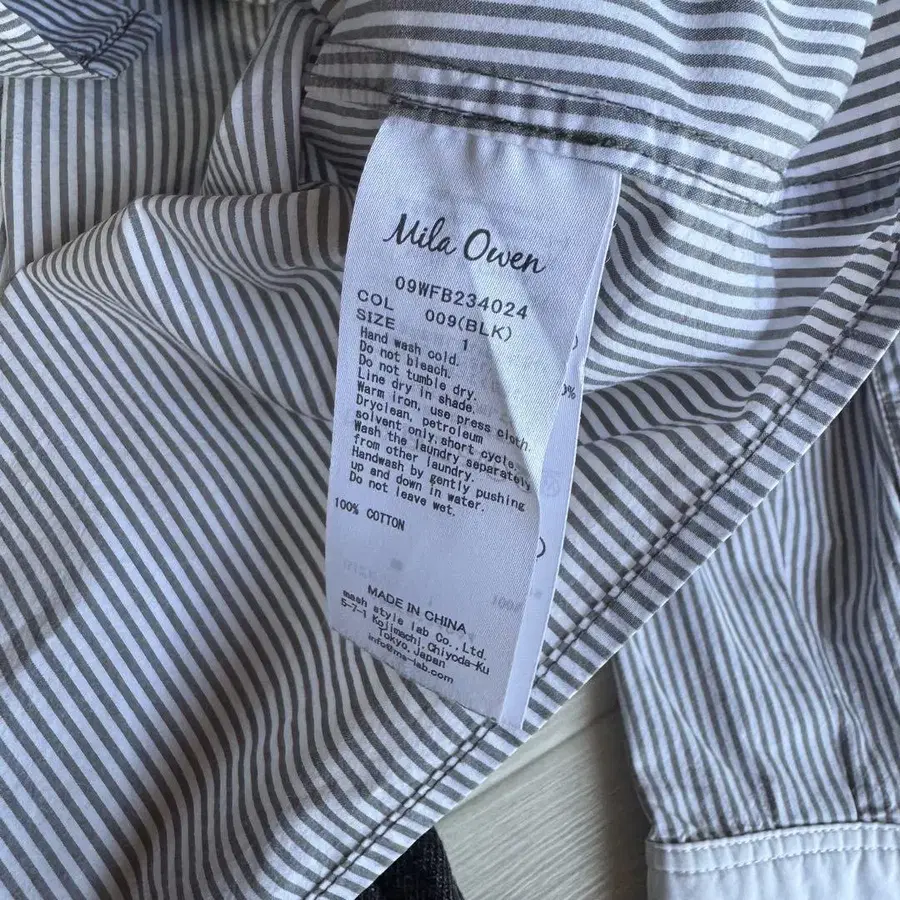 Mila Owen
09WFB234024
COL 009(BLK)
SIZE 1
Hand wash cold.
Do not bleach.
Do not tumble dry.
Line dry in shade.
Warm iron, use press cloth.
Dryclean, petroleum
solvent only, short cycle.
Wash the laundry separately
from other laundry.
Handwash by gently pushing
up and down in water.
Do not leave wet.
100% COTTON
MADE IN CHINA
mash style lab Co., Ltd.
5-7-1 Kojimachi, Chiyoda-Ku
Tokyo, Japan
info@ms-lab.com